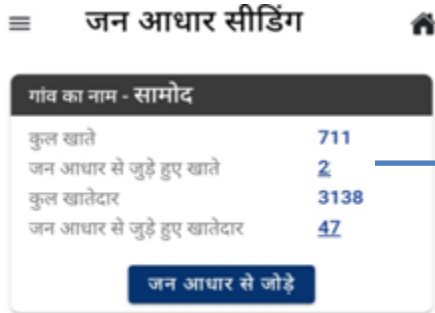 जन आधार सीडिंग
गांव का नाम - सामोद
कुल खाते 711
जन आधार से जुड़े हुए खाते 2
कुल खातेदार 3138
जन आधार से जुड़े हुए खातेदार 47
जन आधार से जोड़े